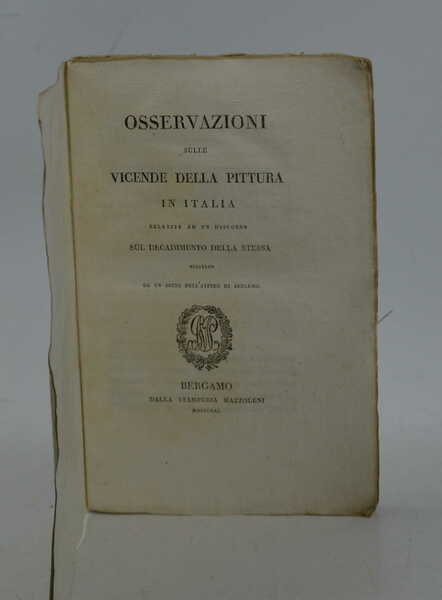 OSSERVAZIONI
SULLE
VICENDE DELLA PITTURA
IN ITALIA
RELATIVE AD UN DISCORSO
SUL DECADIMENTO DELLA STESSA
DA UN SOCIO DELL'ATENEO DI BERGAMO
BERGAMO
DALLA STAMPERIA MAZZOLENI